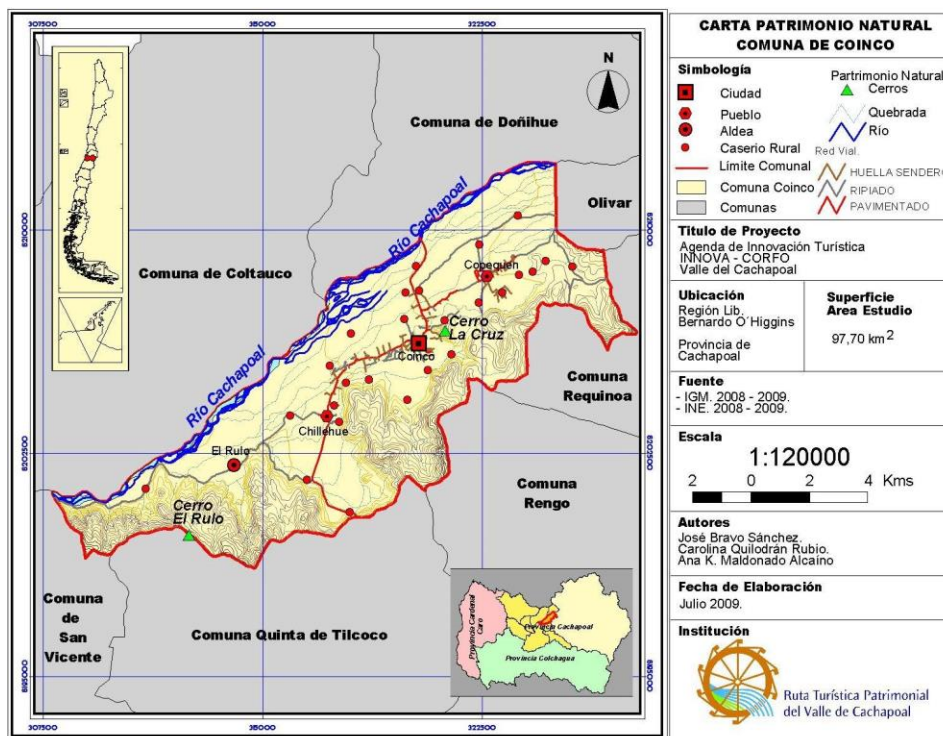 307500
315000
322500
N
Comuna de Doñihue
Olivar
Río Cachapoal
Comuna de Coltauco
Copequen
Cerro
La Cruz
Coinco
Río Cachapoal
Comuna
Requinoa
Chillehue
El Rulo
Comuna
Rengo
Cerro
El Rulo
Comuna
de
San
Vicente
Comuna Quinta de Tilcoco
Provincia Cardenal
Caro
Provincia Cachapoal
Provincia Colchagua
307500
315000
322500
CARTA PATRIMONIO NATURAL
COMUNA DE COINCO
Simbología
Ciudad
Pueblo
Aldea
Caserio Rural
Límite Comunal
Comuna Coinco
Comunas
Partrimonio Natural
Cerros
Quebrada
Río
Red Vial.
HUELLA SENDERO
RIPIADO
PAVIMENTADO
Titulo de Proyecto
Agenda de Innovación Turística
INNOVA - CORFO
Valle del Cachapoal
Ubicación
Región Lib.
Bernardo O´Higgins
Provincia de
Cachapoal
Superficie
Area Estudio
97,70 km2
Fuente
- IGM. 2008 - 2009.
- INE. 2008 - 2009.
Escala
1:120000
2 0 2 4 Kms
Autores
José Bravo Sánchez.
Carolina Quilodrán Rubio.
Ana K. Maldonado Alcaíno
Fecha de Elaboración
Julio 2009.
Institución
Ruta Turística Patrimonial
del Valle de Cachapoal